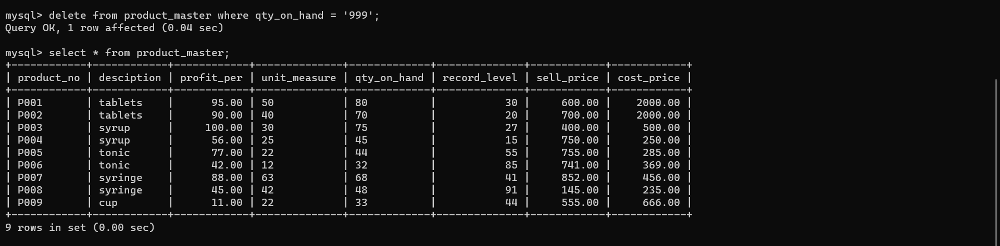 mysql> delete from product_master where qty_on_hand = '999';
Query OK, 1 row affected (0.04 sec)
mysql> select * from product_master;
+------------+------------+------------+--------------+-------------+--------------+------------+------------+
| product_no | desciption | profit_per | unit_measure | qty_on_hand | record_level | sell_price | cost_price |
+------------+------------+------------+--------------+-------------+--------------+------------+------------+
| P001       | tablets    |      95.00 | 50           | 80          |           30 |     600.00 |    2000.00 |
| P002       | tablets    |      90.00 | 40           | 70          |           20 |     700.00 |    2000.00 |
| P003       | syrup      |     100.00 | 30           | 75          |           27 |     400.00 |     500.00 |
| P004       | syrup      |      56.00 | 25           | 45          |           15 |     750.00 |     250.00 |
| P005       | tonic      |      77.00 | 22           | 44          |           55 |     755.00 |     285.00 |
| P006       | tonic      |      42.00 | 12           | 32          |           85 |     741.00 |     369.00 |
| P007       | syringe    |      88.00 | 63           | 68          |           41 |     852.00 |     456.00 |
| P008       | syringe    |      45.00 | 42           | 48          |           91 |     145.00 |     235.00 |
| P009       | cup        |      11.00 | 22           | 33          |           44 |     555.00 |     666.00 |
+------------+------------+------------+--------------+-------------+--------------+------------+------------+
9 rows in set (0.00 sec)